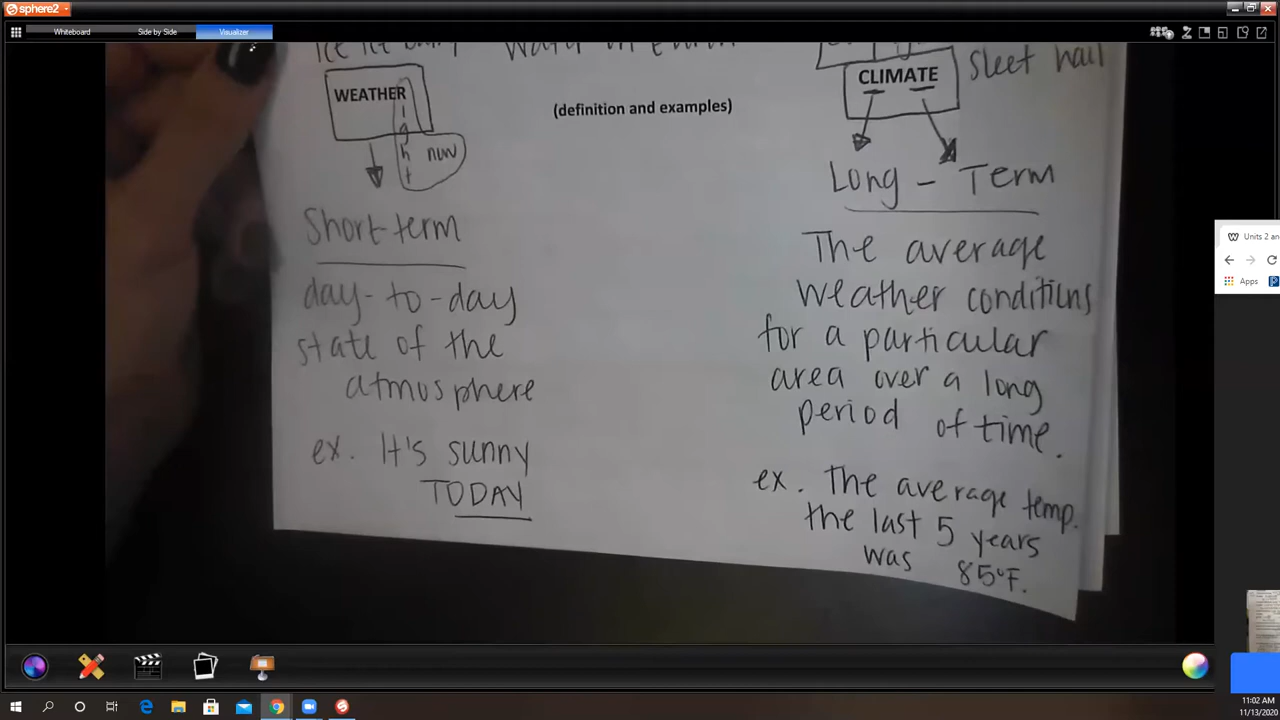 sphere2
Whiteboard
Side by Side
Visualizer
Water on Earth
sleet hail
WEATHER
i
g
h
t
now
(definition and examples)
CLIMATE
Short-term
day-to-day
state of the
atmosphere
ex. It's sunny
TODAY
Long - Term
The average
weather conditions
for a particular
area over a long
period of time.
ex. The average temp.
the last 5 years
was 85°F.
Units 2 an
Apps
11:02 AM
11/13/2020